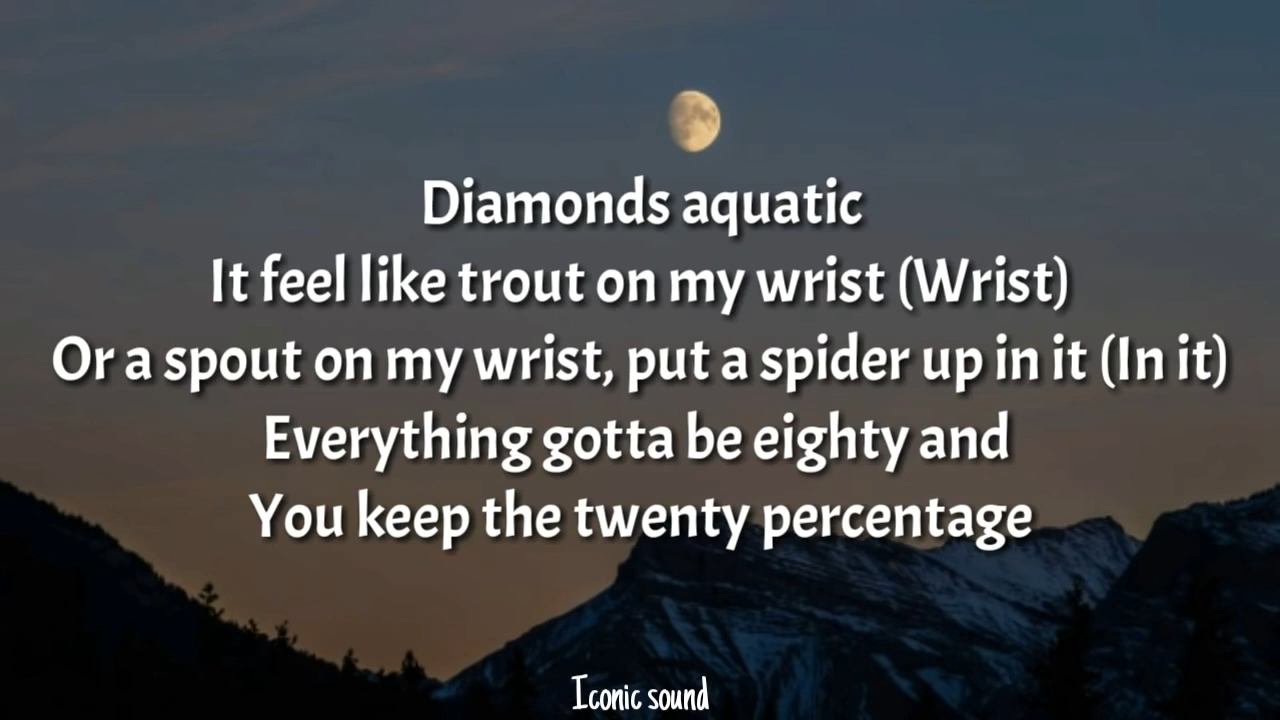 Diamonds aquatic
It feel like trout on my wrist (Wrist)
Or a spout on my wrist, put a spider up in it (In it)
Everything gotta be eighty and
You keep the twenty percentage
Iconic sound